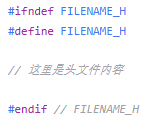 #ifndef FILENAME_H
#define FILENAME_H
// 这里是头文件内容
#endif // FILENAME_H